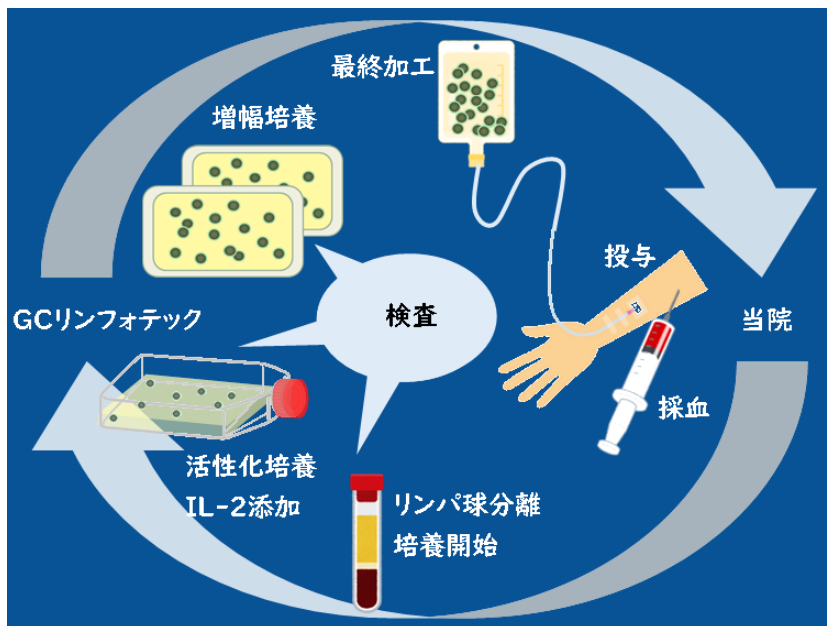 最終加工
増幅培養
投与
検査
GCリンフォテック
当院
採血
活性化培養
IL-2添加
リンパ球分離
培養開始